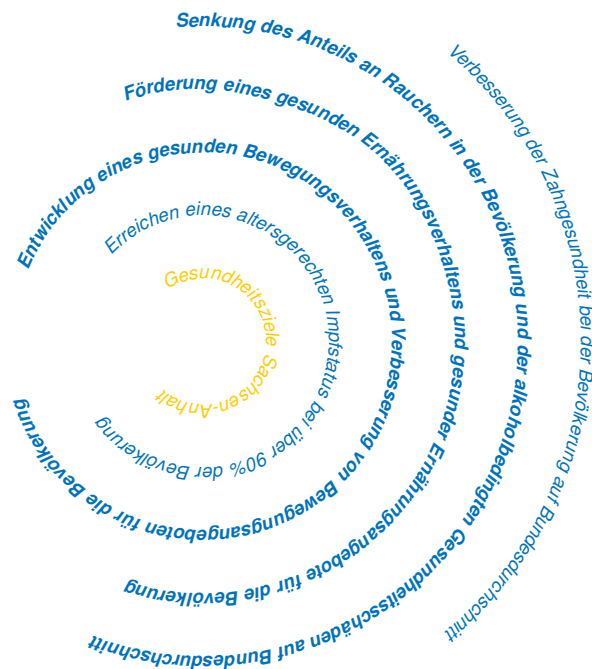 Gesundheitsziele Sachsen-Anhalt
Erreichen eines altersgerechten Impfstatus bei über 90% der Bevölkerung
Entwicklung eines gesunden Bewegungsverhaltens und Verbesserung von Bewegungsangeboten für die Bevölkerung
Förderung eines gesunden Ernährungsverhaltens und gesunder Ernährungsangebote für die Bevölkerung
Senkung des Anteils an Rauchern in der Bevölkerung und der alkoholbedingten Gesundheitsschäden auf Bundesdurchschnitt
Verbesserung der Zahngesundheit bei der Bevölkerung auf Bundesdurchschnitt